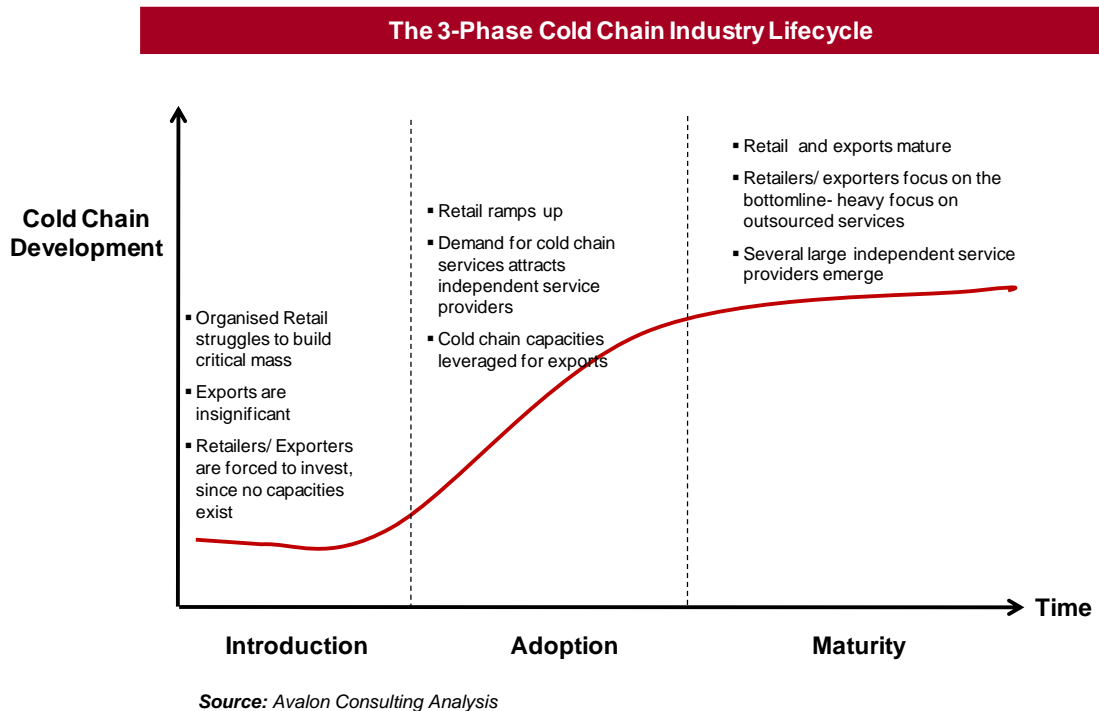 The 3-Phase Cold Chain Industry Lifecycle
Cold Chain
Development
▪ Organised Retail
struggles to build
critical mass
▪ Exports are
insignificant
▪ Retailers/ Exporters
are forced to invest,
since no capacities
exist
▪ Retail ramps up
▪ Demand for cold chain
services attracts
independent service
providers
▪ Cold chain capacities
leveraged for exports
▪ Retail and exports mature
▪ Retailers/ exporters focus on the
bottomline- heavy focus on
outsourced services
▪ Several large independent service
providers emerge
Time
Introduction
Adoption
Maturity
Source: Avalon Consulting Analysis